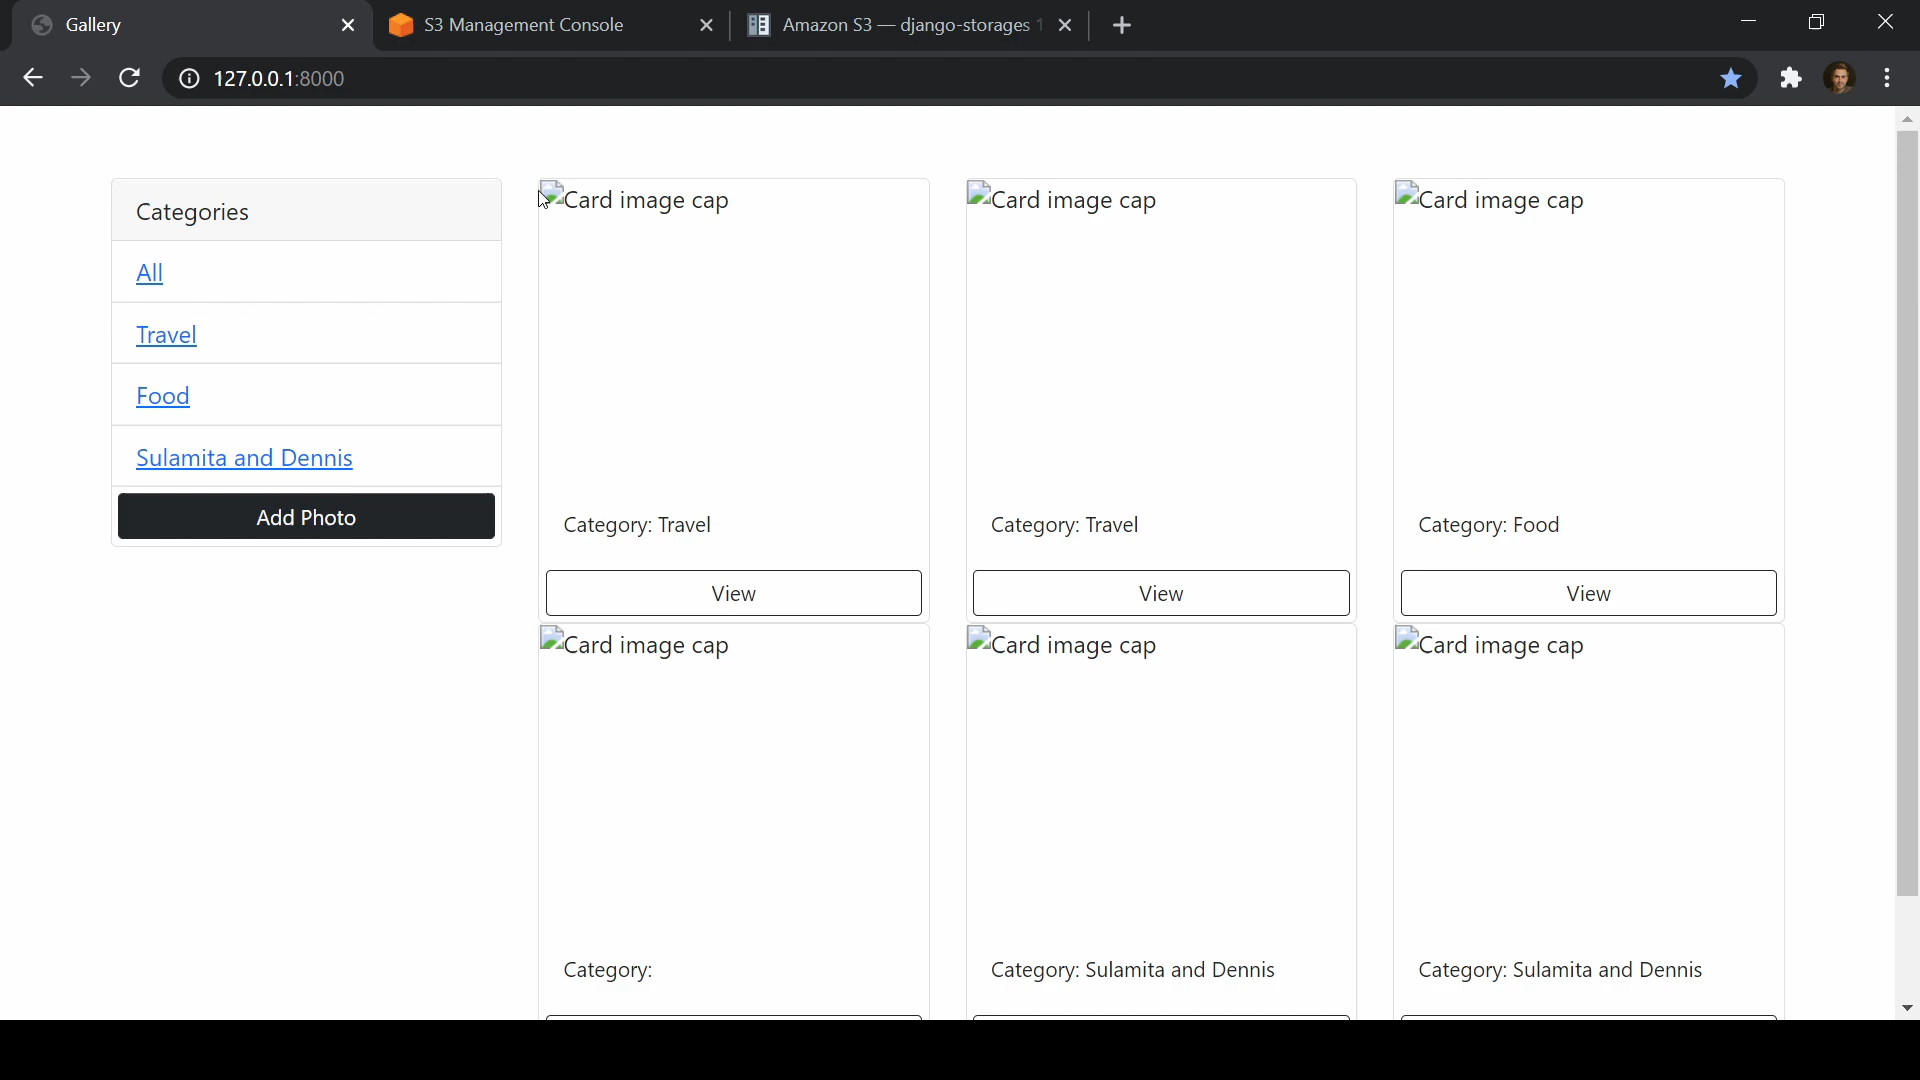 Gallery
S3 Management Console
Amazon S3 — django-storages
127.0.0.1:8000
Categories
All
Travel
Food
Sulamita and Dennis
Add Photo
Card image cap
Card image cap
Card image cap
Category: Travel
Category: Travel
Category: Food
View
View
View
Card image cap
Card image cap
Card image cap
Category:
Category: Sulamita and Dennis
Category: Sulamita and Dennis